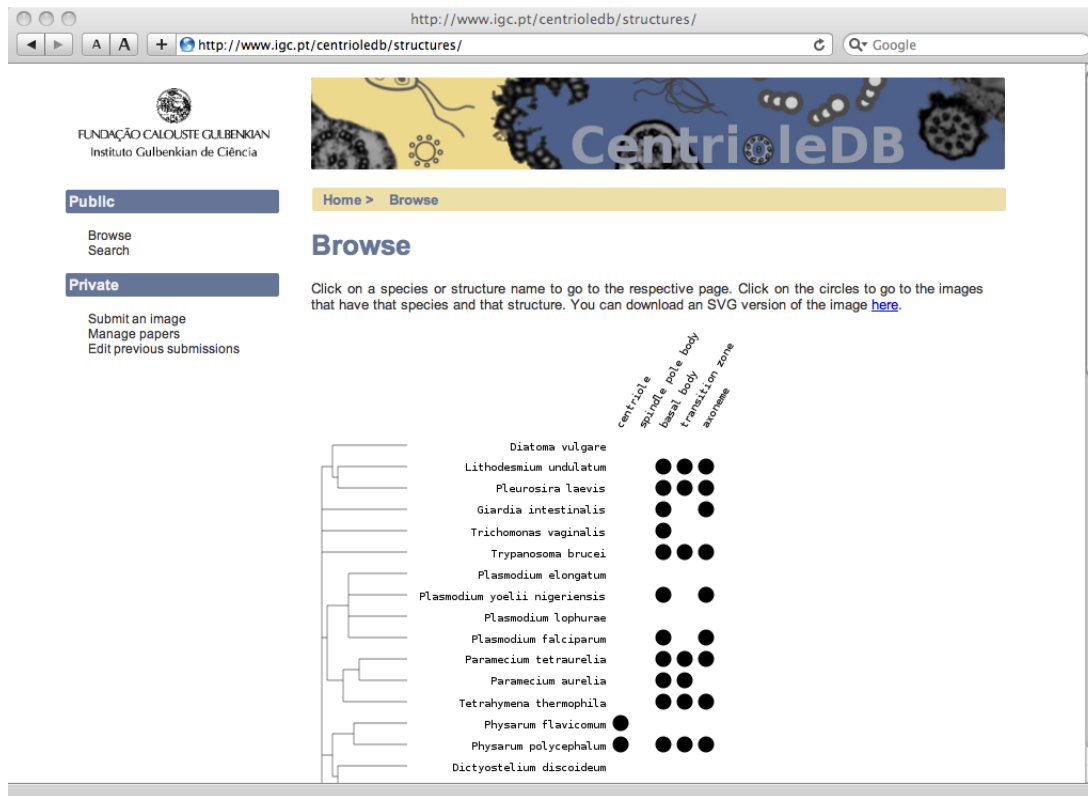 http://www.igc.pt/centrioledb/structures/
A A + http://www.igc.pt/centrioledb/structures/ Google
FUNDAÇÃO CALOUSTE GULBENKIAN
Instituto Gulbenkian de Ciência
CentrioleDB
Public
Browse
Search
Private
Submit an image
Manage papers
Edit previous submissions
Home > Browse
Browse
Click on a species or structure name to go to the respective page. Click on the circles to go to the images
that have that species and that structure. You can download an SVG version of the image here.
centriole
spindle pole body
basal body
transition zone
axoneme
Diatoma vulgare
Lithodesmium undulatum
Pleurosira laevis
Giardia intestinalis
Trichomonas vaginalis
Trypanosoma brucei
Plasmodium elongatum
Plasmodium yoelii nigeriensis
Plasmodium lophurae
Plasmodium falciparum
Paramecium tetraurelia
Paramecium aurelia
Tetrahymena thermophila
Physarum flavicomum
Physarum polycephalum
Dictyostelium discoideum